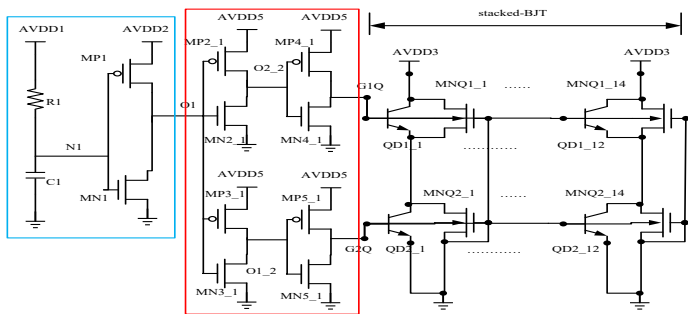 stacked-BJT
AVDD1
AVDD2
AVDD5
AVDD5
AVDD3
AVDD3
MP1
MP2_1
MP4_1
O2_2
G1Q
MNQ1_1
......
MNQ1_14
R1
O1
N1
MN2_1
MN4_1
QD1_1
............
QD1_12
C1
MN1
AVDD5
AVDD5
MP3_1
MP5_1
MNQ2_1
......
MNQ2_14
G2Q
QD2_1
............
QD2_12
O1_2
MN3_1
MN5_1